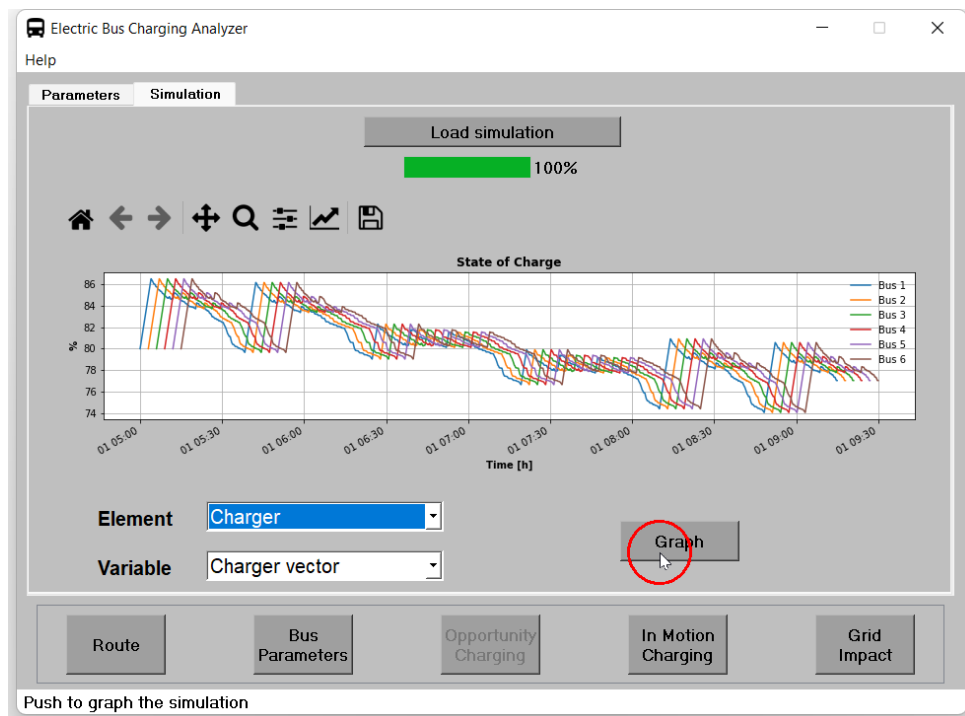 Electric Bus Charging Analyzer
Help
Parameters Simulation
Load simulation
100%
State of Charge
86
84
82
80
78
76
74
%
Bus 1
Bus 2
Bus 3
Bus 4
Bus 5
Bus 6
01 05:00 01 05:30 01 06:00 01 06:30 01 07:00 01 07:30 01 08:00 01 08:30 01 09:00 01 09:30
Time [h]
Element Charger
Graph
Variable Charger vector
Route
Bus
Parameters
Opportunity
Charging
In Motion
Charging
Grid
Impact
Push to graph the simulation